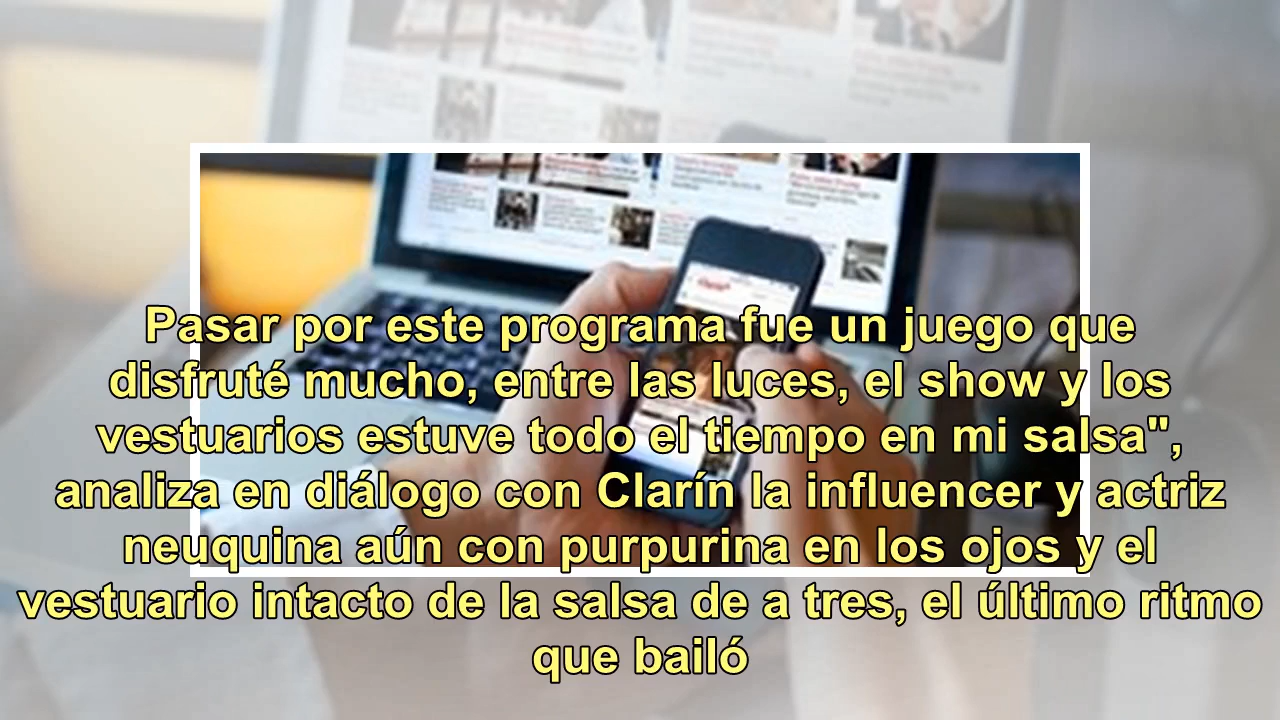 Pasar por este programa fue un juego que
disfruté mucho, entre las luces, el show y los
vestuarios estuve todo el tiempo en mi salsa",
analiza en diálogo con Clarín la influencer y actriz
neuquina aún con purpurina en los ojos y el
vestuario intacto de la salsa de a tres, el último ritmo
que bailó